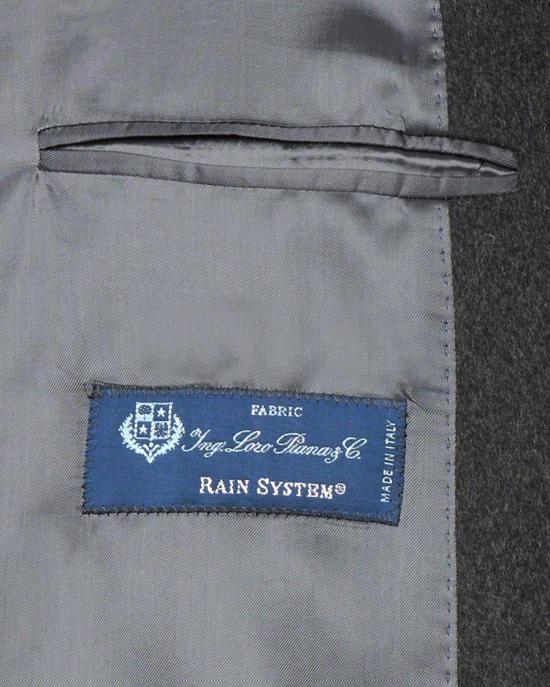 FABRIC
Ing. Loro Piana & C.
RAIN SYSTEM®
MADE IN ITALY